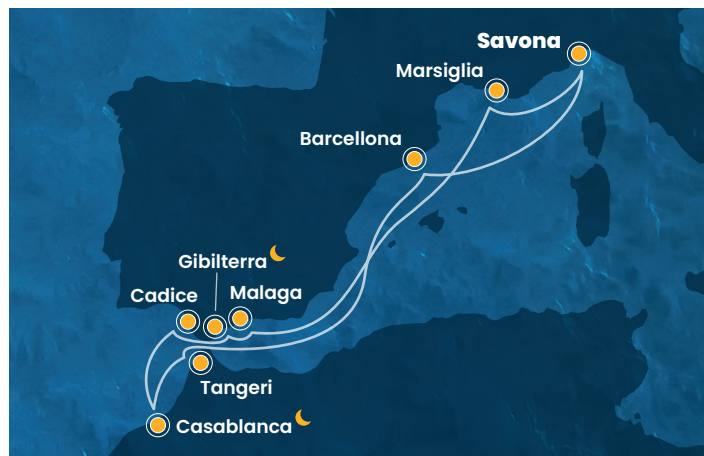 Savona
Marsiglia
Barcellona
Gibilterra
Cadice
Malaga
Tangeri
Casablanca